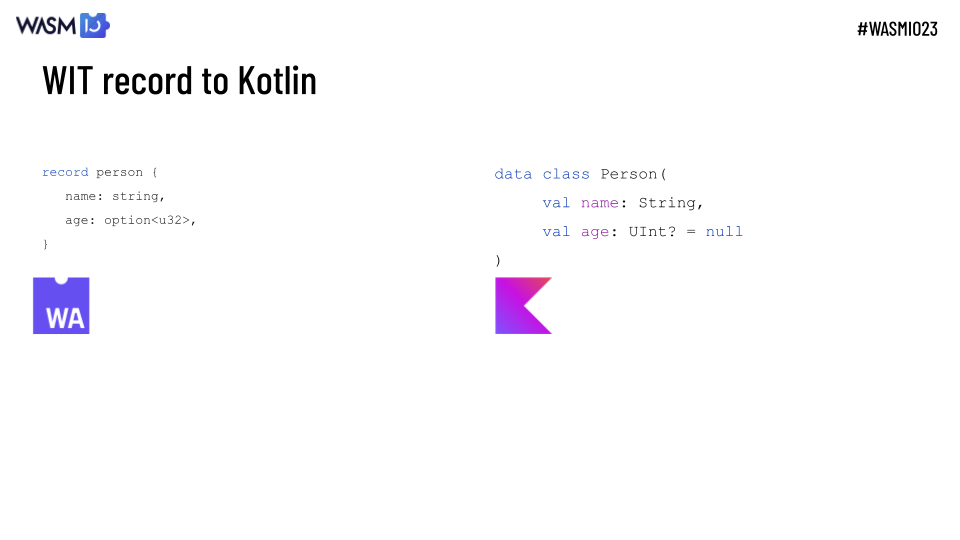 WASM IO
#WASMIO23
WIT record to Kotlin
record person {
name: string,
age: option<u32>,
}
data class Person(
val name: String,
val age: UInt? = null
)
WA